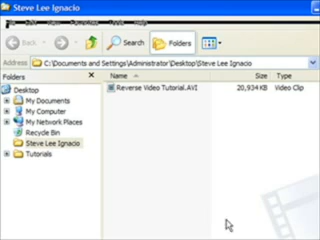 Steve Lee Ignacio
Back
Search
Folders
Address
C:\Documents and Settings\Administrator\Desktop\Steve Lee Ignacio
Folders
Name
Size
Type
Desktop
My Documents
My Computer
My Network Places
Recycle Bin
Steve Lee Ignacio
Tutorials
Reverse Video Tutorial.AVI
20,934 KB
Video Clip